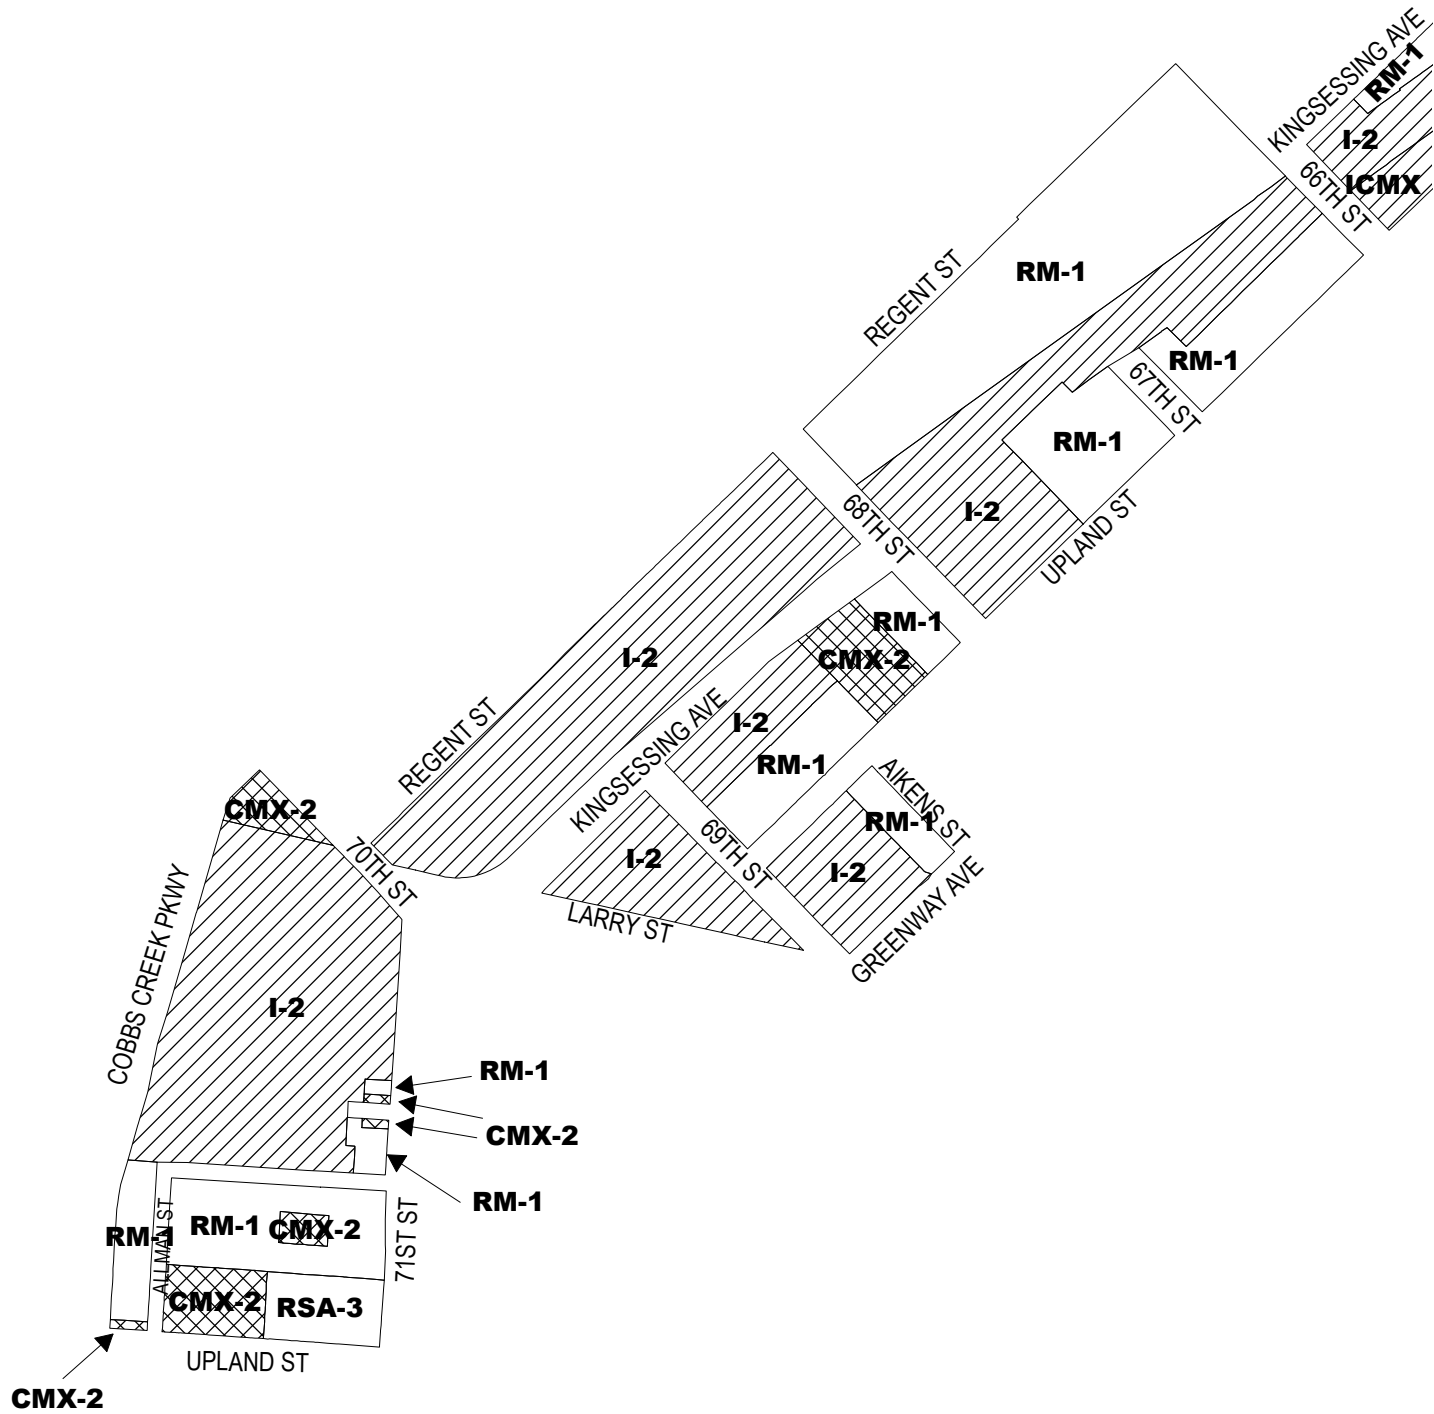 KINGSESSING AVE
RM-1
I-2
ICMX
66TH ST
REGENT ST
RM-1
RM-1
67TH ST
RM-1
I-2
68TH ST
UPLAND ST
RM-1
CMX-2
I-2
REGENT ST
I-2
KINGSESSING AVE
RM-1
AIKENS ST
RM-1
CMX-2
70TH ST
I-2
69TH ST
I-2
LARRY ST
GREENWAY AVE
COBBS CREEK PKWY
I-2
RM-1
CMX-2
RM-1
RM-1
ALLMAN ST
RM-1
CMX-2
71ST ST
CMX-2
RSA-3
UPLAND ST
CMX-2